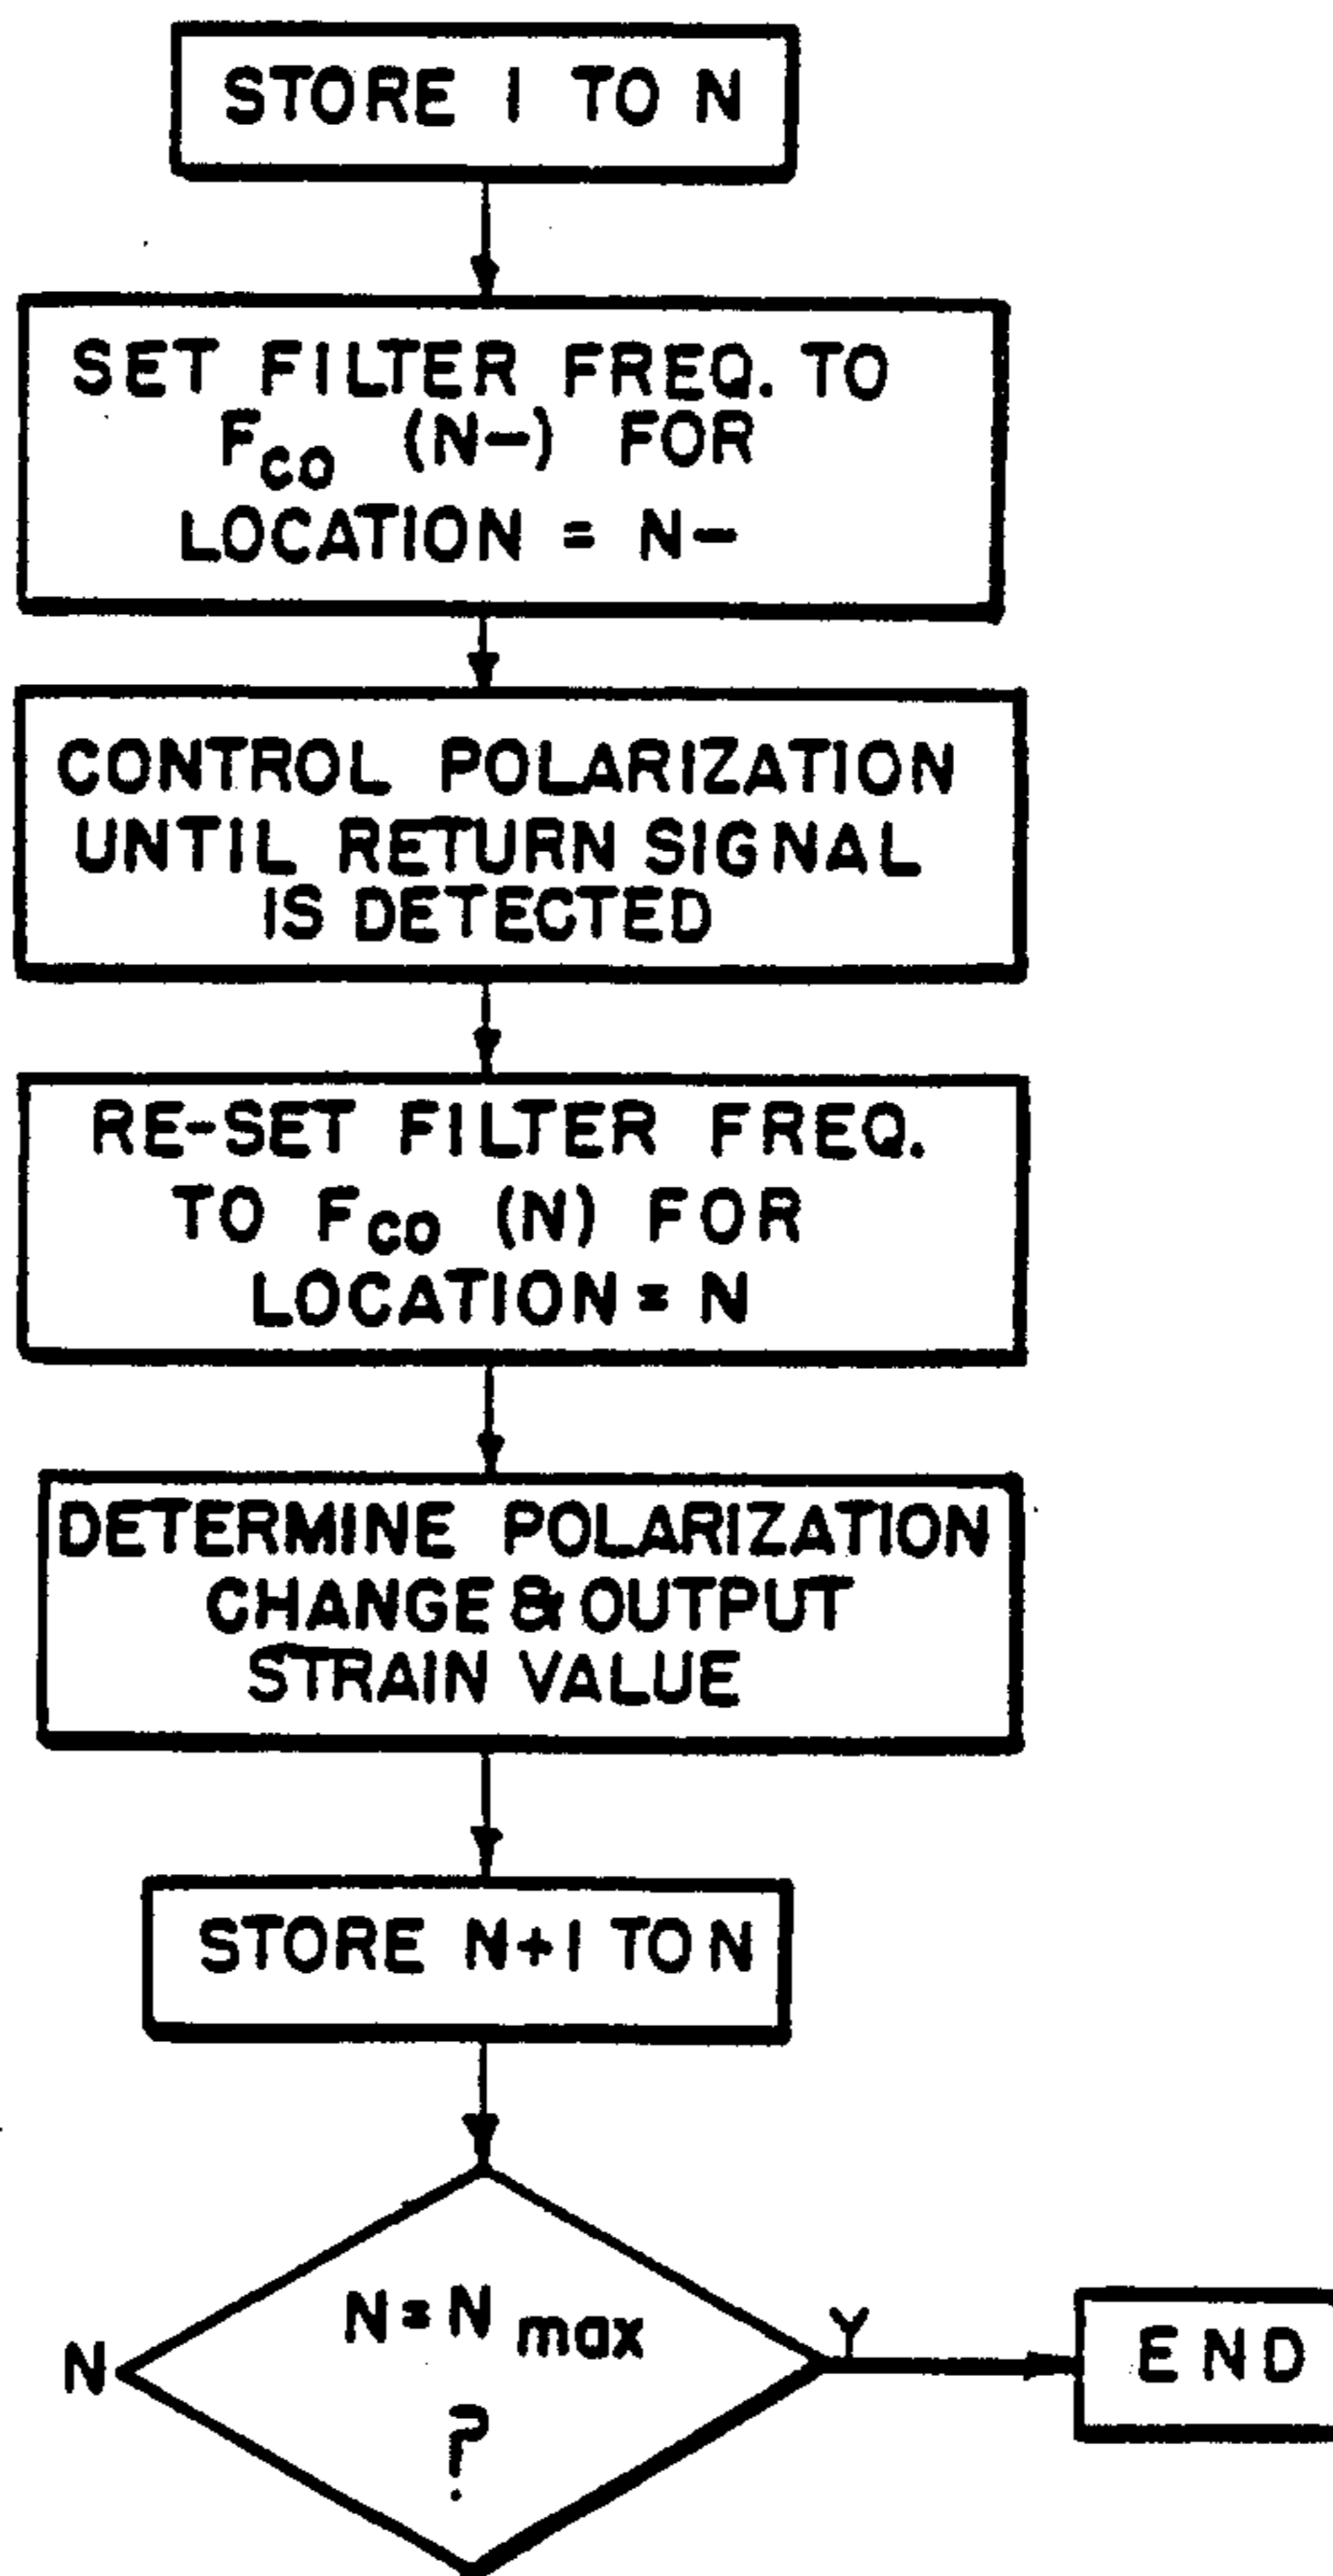 STORE 1 TO N
SET FILTER FREQ. TO
Fco (N-) FOR
LOCATION = N-
CONTROL POLARIZATION
UNTIL RETURN SIGNAL
IS DETECTED
RE-SET FILTER FREQ.
TO Fco (N) FOR
LOCATION = N
DETERMINE POLARIZATION
CHANGE & OUTPUT
STRAIN VALUE
STORE N+1 TO N
N = N max
?
N
Y
END